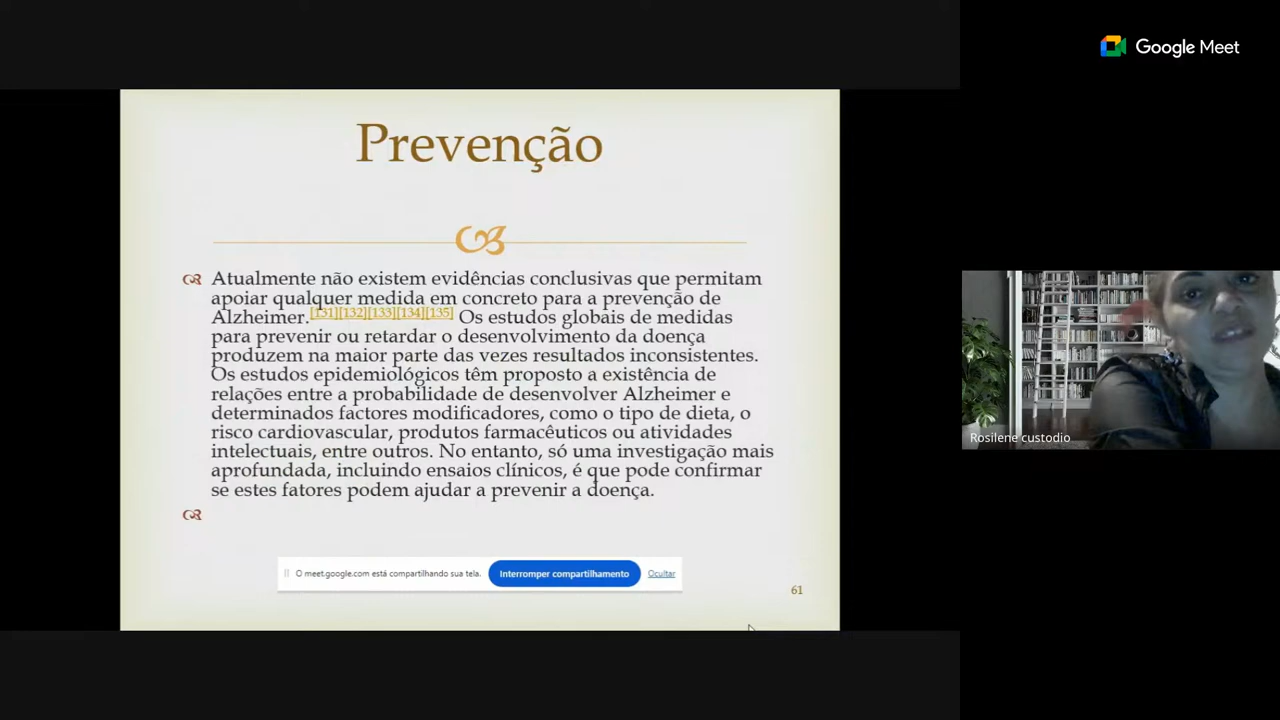 Google Meet
Prevenção
Atualmente não existem evidências conclusivas que permitam
apoiar qualquer medida em concreto para a prevenção de
Alzheimer.[131][132][133][134][135] Os estudos globais de medidas
para prevenir ou retardar o desenvolvimento da doença
produzem na maior parte das vezes resultados inconsistentes.
Os estudos epidemiológicos têm proposto a existência de
relações entre a probabilidade de desenvolver Alzheimer e
determinados factores modificadores, como o tipo de dieta, o
risco cardiovascular, produtos farmacêuticos ou atividades
intelectuais, entre outros. No entanto, só uma investigação mais
aprofundada, incluindo ensaios clínicos, é que pode confirmar
se estes fatores podem ajudar a prevenir a doença.
O meet.google.com está compartilhando sua tela. Interromper compartilhamento Ocultar
61
Rosilene custodio